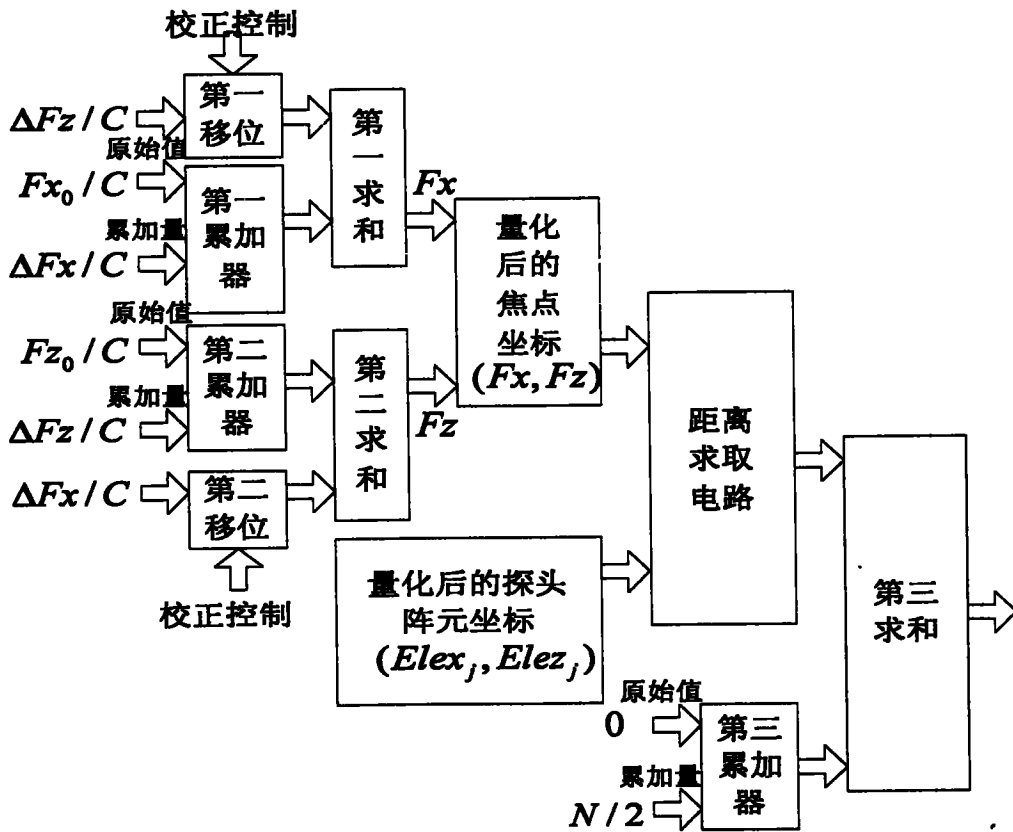 校正控制
ΔFz/C
第一
移位
原始值
Fx₀/C
累加量
ΔFx/C
第一
累加
器
第
一
求
和
Fx
原始值
Fz₀/C
累加量
ΔFz/C
第二
累加
器
ΔFx/C
第二
移位
校正控制
第
二
求
和
Fz
量化
后的
焦点
坐标
(Fx, Fz)
量化后的探头
阵元坐标
(Elexⱼ, Elezⱼ)
距离
求取
电路
原始值
0
累加量
N/2
第三
累加
器
第三
求和